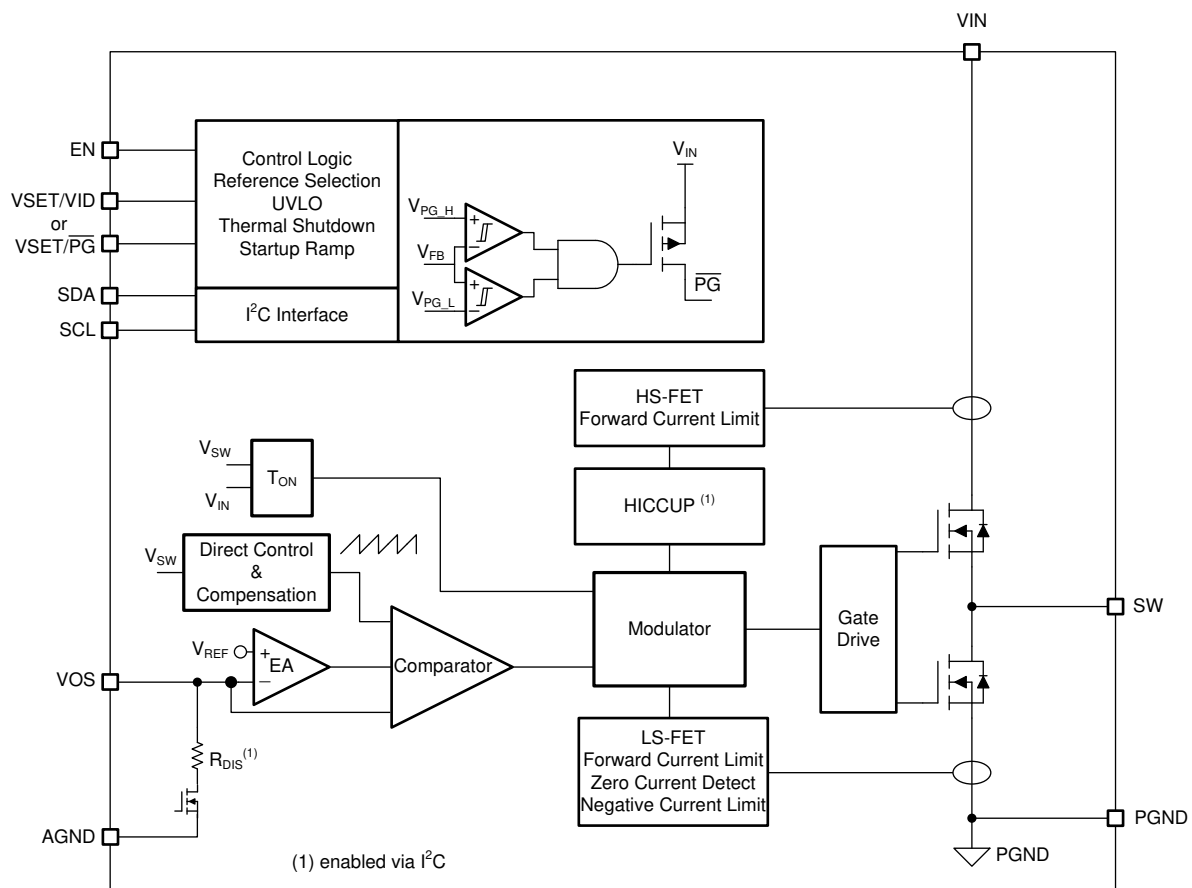 VIN
EN
VSET/VID
or
VSET/PG
SDA
SCL
Control Logic
Reference Selection
UVLO
Thermal Shutdown
Startup Ramp
I²C Interface
V_IN
V_PG_H
+
−
V_FB
+
V_PG_L
−
PG
HS-FET
Forward Current Limit
HICCUP (1)
V_SW
V_IN
T_ON
V_SW
Direct Control
&
Compensation
Modulator
Gate
Drive
SW
V_REF
+
EA
−
Comparator
VOS
R_DIS(1)
LS-FET
Forward Current Limit
Zero Current Detect
Negative Current Limit
AGND
PGND
PGND
(1) enabled via I²C